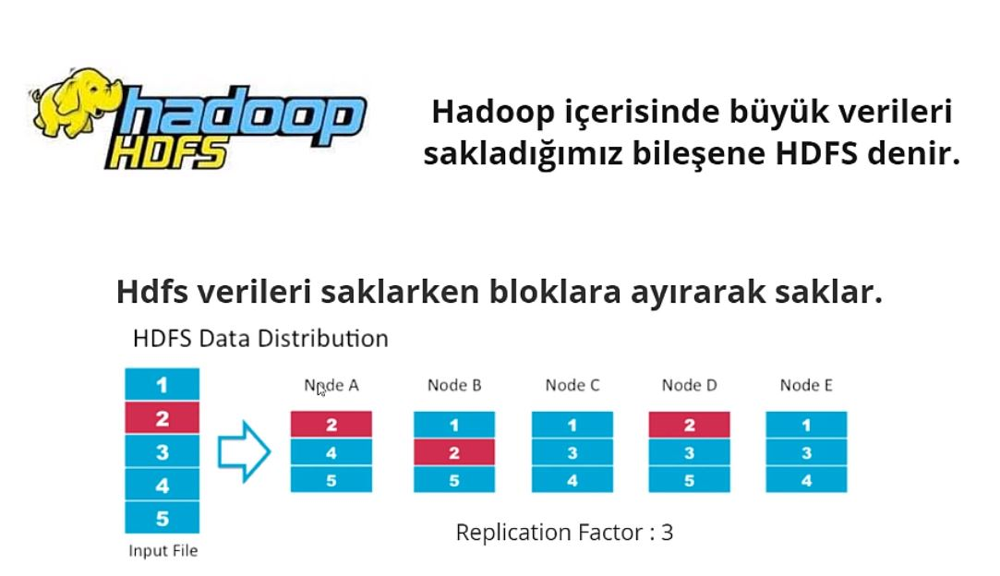 hadoop
HDFS
Hadoop içerisinde büyük verileri
sakladığımız bileşene HDFS denir.
Hdfs verileri saklarken bloklara ayırarak saklar.
HDFS Data Distribution
1
2
3
4
5
Input File
Node A
2
4
5
Node B
1
2
5
Node C
1
3
4
Node D
2
3
5
Node E
1
3
4
Replication Factor : 3